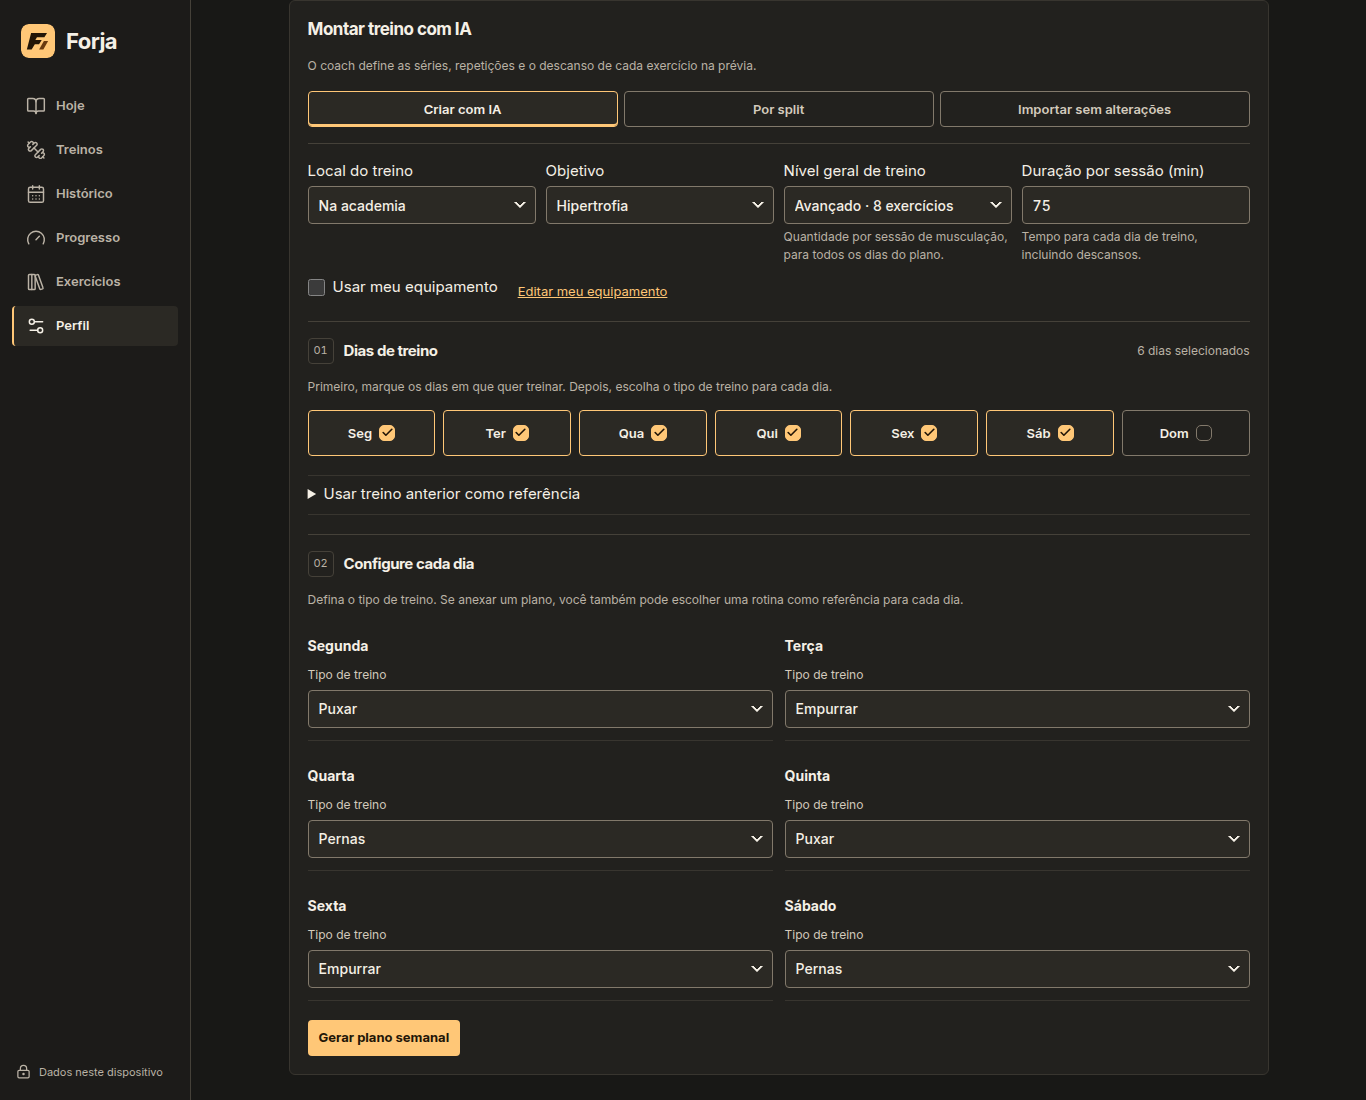 Forja
Hoje
Treinos
Histórico
Progresso
Exercícios
Perfil
Dados neste dispositivo
Montar treino com IA
O coach define as séries, repetições e o descanso de cada exercício na prévia.
Criar com IA
Por split
Importar sem alterações
Local do treino
Objetivo
Nível geral de treino
Duração por sessão (min)
Na academia
Hipertrofia
Avançado · 8 exercícios
75
Quantidade por sessão de musculação,
para todos os dias do plano.
Tempo para cada dia de treino,
incluindo descansos.
Usar meu equipamento
Editar meu equipamento
01
Dias de treino
6 dias selecionados
Primeiro, marque os dias em que quer treinar. Depois, escolha o tipo de treino para cada dia.
Seg
Ter
Qua
Qui
Sex
Sáb
Dom
Usar treino anterior como referência
02
Configure cada dia
Defina o tipo de treino. Se anexar um plano, você também pode escolher uma rotina como referência para cada dia.
Segunda
Tipo de treino
Puxar
Terça
Tipo de treino
Empurrar
Quarta
Tipo de treino
Pernas
Quinta
Tipo de treino
Puxar
Sexta
Tipo de treino
Empurrar
Sábado
Tipo de treino
Pernas
Gerar plano semanal